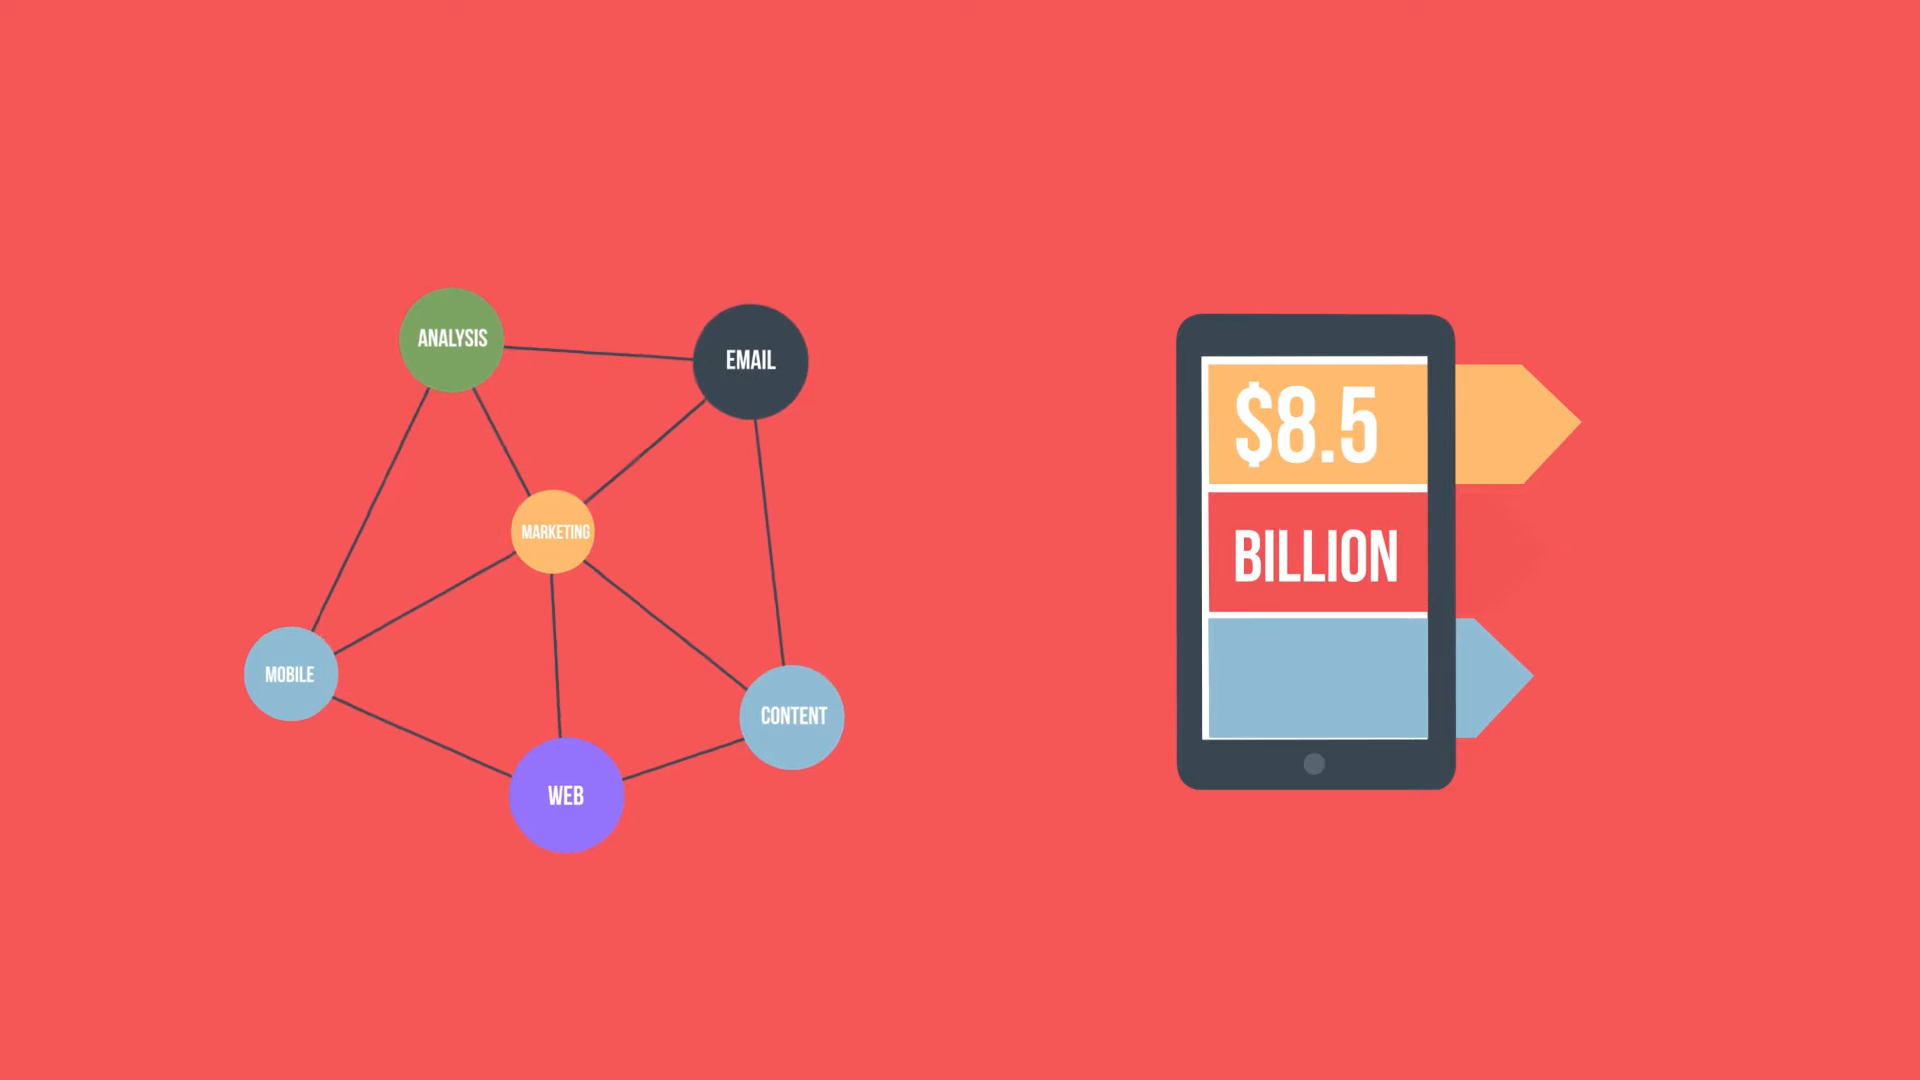 ANALYSIS
EMAIL
MARKETING
MOBILE
CONTENT
WEB
$8.5
BILLION